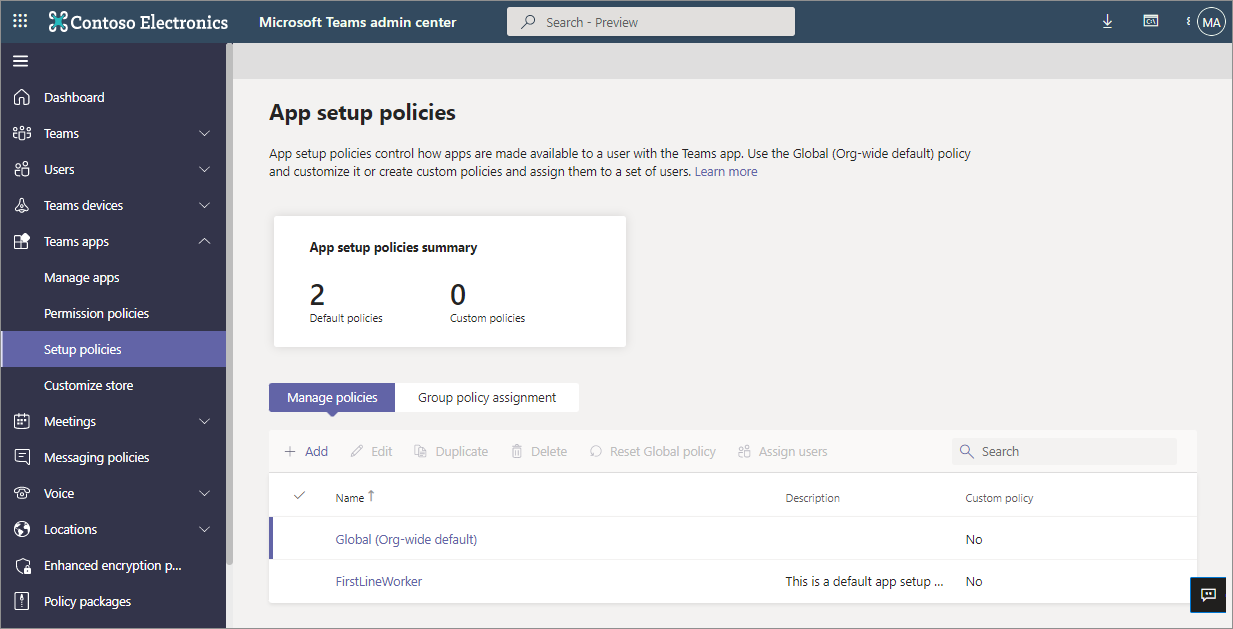 Contoso Electronics
Microsoft Teams admin center
Search - Preview
MA
Dashboard
Teams
Users
Teams devices
Teams apps
Manage apps
Permission policies
Setup policies
Customize store
Meetings
Messaging policies
Voice
Locations
Enhanced encryption p...
Policy packages
App setup policies
App setup policies control how apps are made available to a user with the Teams app. Use the Global (Org-wide default) policy
and customize it or create custom policies and assign them to a set of users. Learn more
App setup policies summary
2 0
Default policies Custom policies
Manage policies Group policy assignment
+ Add Edit Duplicate Delete Reset Global policy Assign users Search
Name ↑ Description Custom policy
Global (Org-wide default) No
FirstLineWorker This is a default app setup ... No